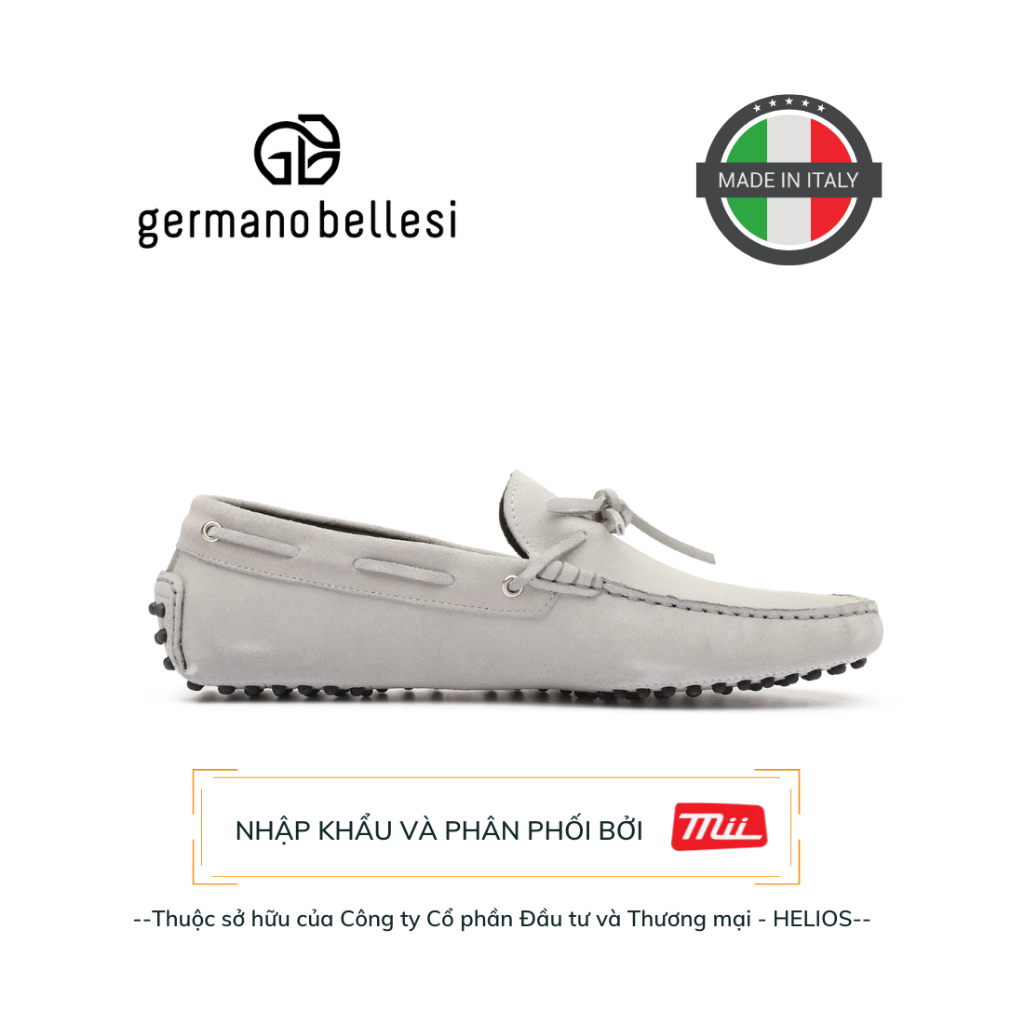 germano bellesi
MADE IN ITALY
NHẬP KHẨU VÀ PHÂN PHỐI BỞI
Mii
--Thuộc sở hữu của Công ty Cổ phần Đầu tư và Thương mại - HELIOS--